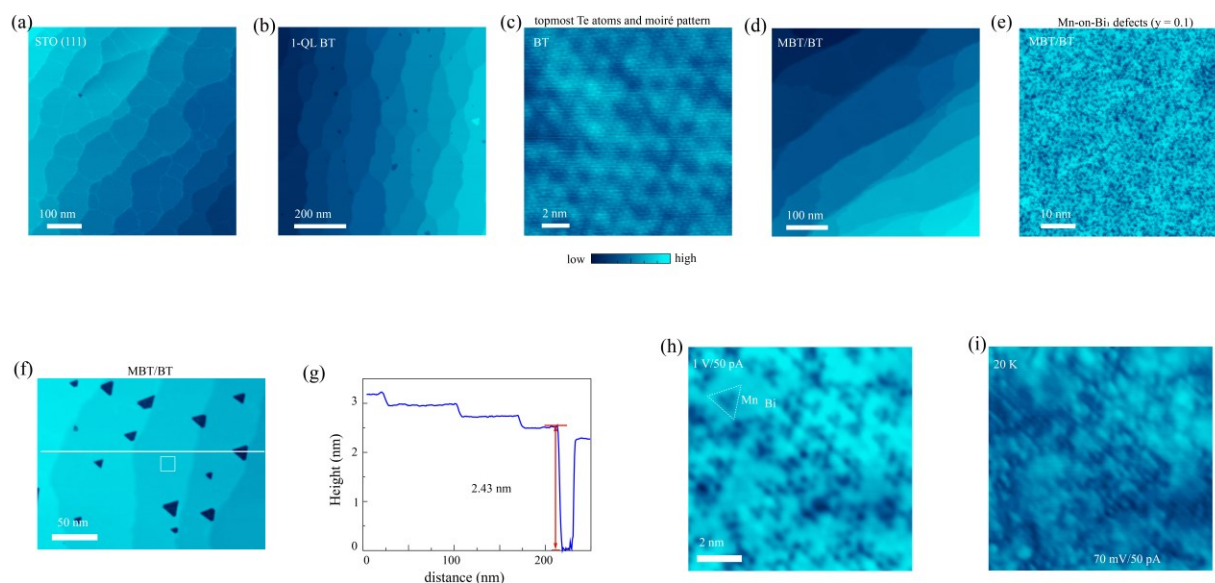 (a)
STO (111)
100 nm
(b)
1-QL BT
200 nm
(c)
topmost Te atoms and moiré pattern
BT
2 nm
(d)
MBT/BT
100 nm
(e)
Mn-on-Bi₁ defects (y = 0.1)
MBT/BT
10 nm
low
high
(f)
MBT/BT
50 nm
(g)
Height (nm)
3
2
1
0
2.43 nm
0
100
200
distance (nm)
(h)
1 V/50 pA
Mn Bi
2 nm
(i)
20 K
70 mV/50 pA